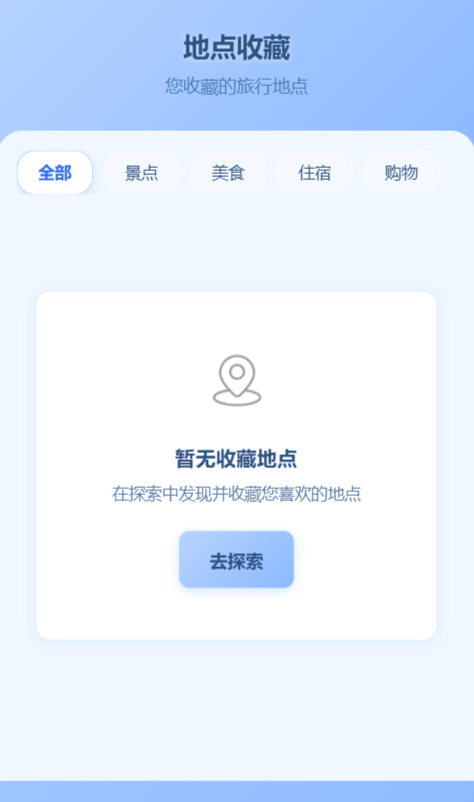 地点收藏
您收藏的旅行地点
全部 景点 美食 住宿 购物
暂无收藏地点
在探索中发现并收藏您喜欢的地点
去探索